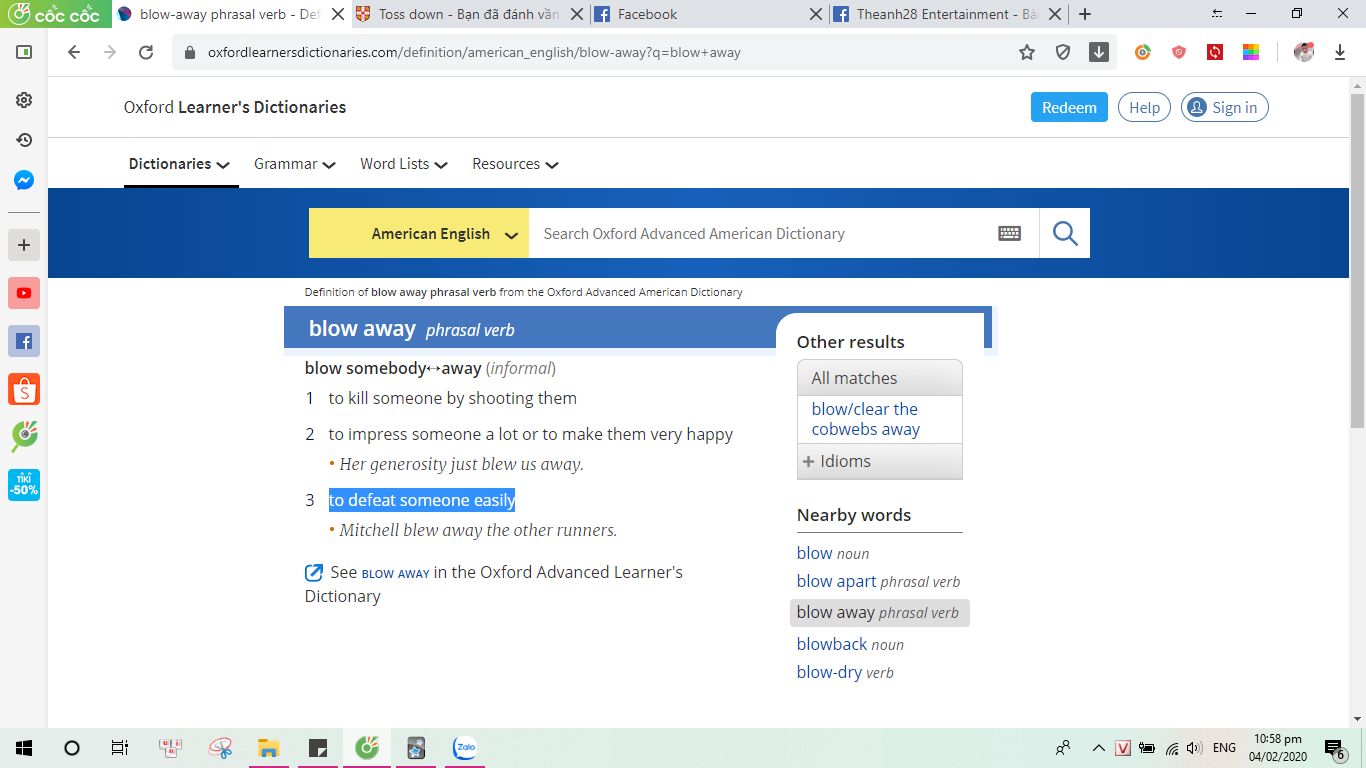 cốc cốc
blow-away phrasal verb - Def
Toss down - Bạn đã đánh vần
Facebook
Theanh28 Entertainment - Bài
oxfordlearnersdictionaries.com/definition/american_english/blow-away?q=blow+away
Oxford Learner's Dictionaries
Redeem
Help
Sign in
Dictionaries
Grammar
Word Lists
Resources
American English
Search Oxford Advanced American Dictionary
Definition of blow away phrasal verb from the Oxford Advanced American Dictionary
blow away phrasal verb
blow somebody↔away (informal)
1 to kill someone by shooting them
2 to impress someone a lot or to make them very happy
• Her generosity just blew us away.
3 to defeat someone easily
• Mitchell blew away the other runners.
See BLOW AWAY in the Oxford Advanced Learner's
Dictionary
Other results
All matches
blow/clear the
cobwebs away
+ Idioms
Nearby words
blow noun
blow apart phrasal verb
blow away phrasal verb
blowback noun
blow-dry verb
TIKI
-50%
Zalo
V
ENG
10:58 pm
04/02/2020
6